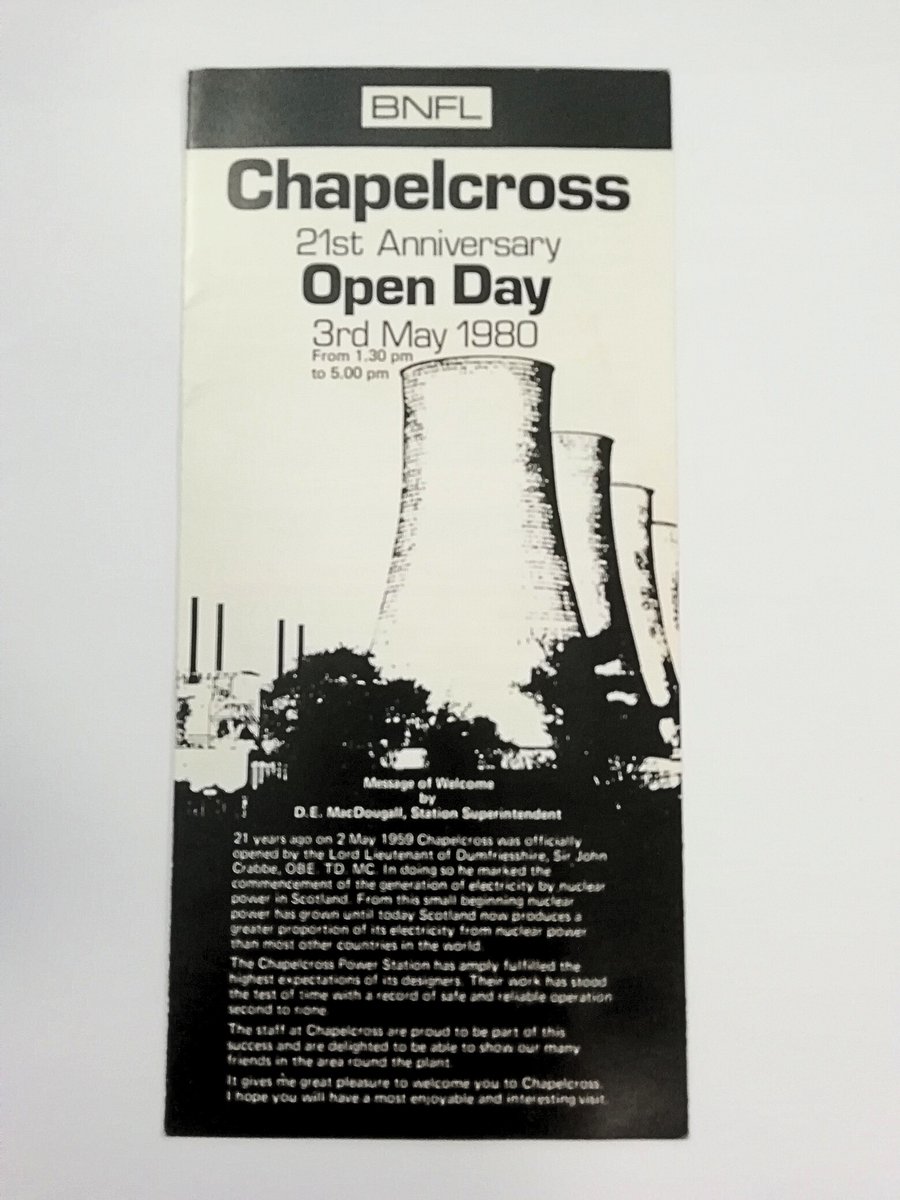 BNFL
Chapelcross
21st Anniversary
Open Day
3rd May 1980
From 1.30 pm
to 5.00 pm
Message of Welcome
by
D.E. MacDougall, Station Superintendent
21 years ago on 2 May 1959 Chapelcross was officially
opened by the Lord Lieutenant of Dumfriesshire, Sir John
Crabbe, OBE. TD. MC. In doing so he marked the
commencement of the generation of electricity by nuclear
power in Scotland. From this small beginning nuclear
power has grown until today Scotland now produces a
greater proportion of its electricity from nuclear power
than most other countries in the world.
The Chapelcross Power Station has amply fulfilled the
highest expectations of its designers. Their work has stood
the test of time with a record of safe and reliable operation
second to none.
The staff at Chapelcross are proud to be part of this
success and are delighted to be able to show our many
friends in the area round the plant.
It gives me great pleasure to welcome you to Chapelcross.
I hope you will have a most enjoyable and interesting visit.